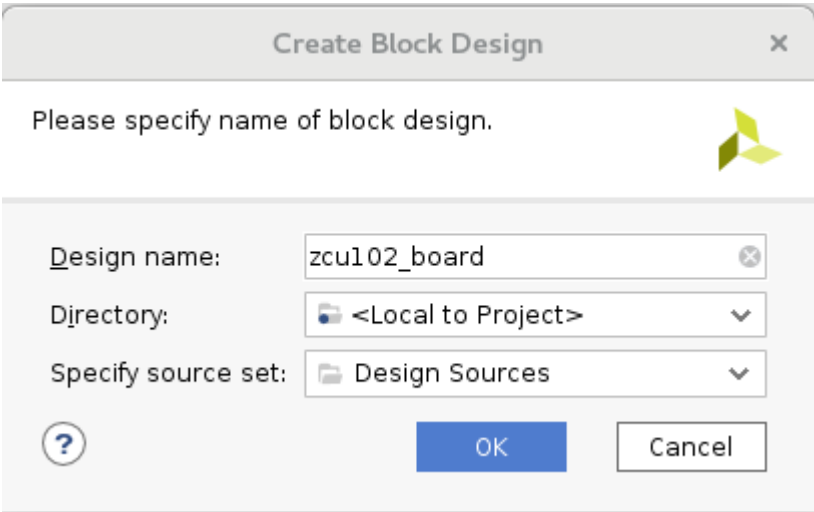 Create Block Design
Please specify name of block design.
Design name: zcu102_board
Directory: <Local to Project>
Specify source set: Design Sources
? OK Cancel